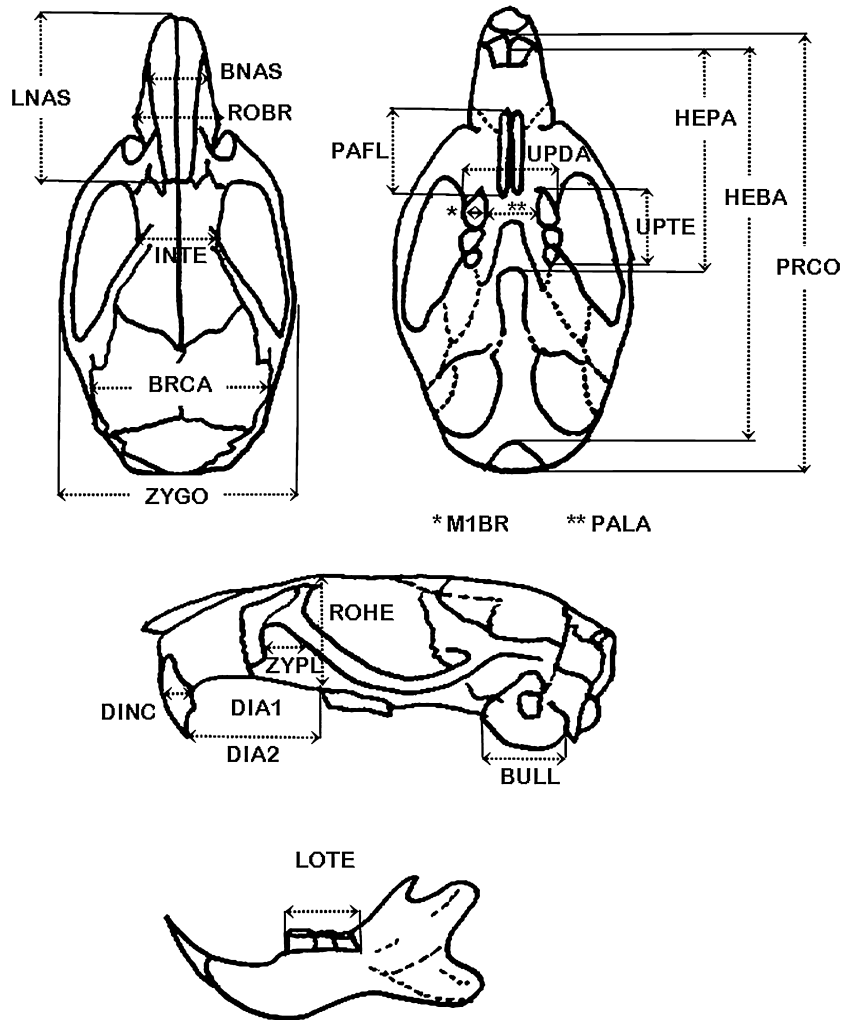 LNAS
BNAS
ROBR
INTE
BRCA
ZYGO
PAFL
UPDA
*
**
UPTE
HEPA
HEBA
PRCO
* M1BR
** PALA
ROHE
ZYPL
DINC
DIA1
DIA2
BULL
LOTE